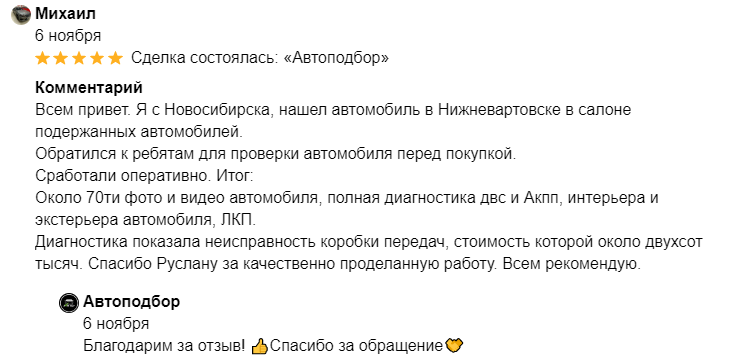 Михаил
6 ноября
Сделка состоялась: «Автоподбор»
Комментарий
Всем привет. Я с Новосибирска, нашел автомобиль в Нижневартовске в салоне
подержанных автомобилей.
Обратился к ребятам для проверки автомобиля перед покупкой.
Сработали оперативно. Итог:
Около 70ти фото и видео автомобиля, полная диагностика двс и Акпп, интерьера и
экстерьера автомобиля, ЛКП.
Диагностика показала неисправность коробки передач, стоимость которой около двухсот
тысяч. Спасибо Руслану за качественно проделанную работу. Всем рекомендую.
Автоподбор
6 ноября
Благодарим за отзыв! 👍Спасибо за обращение🤝